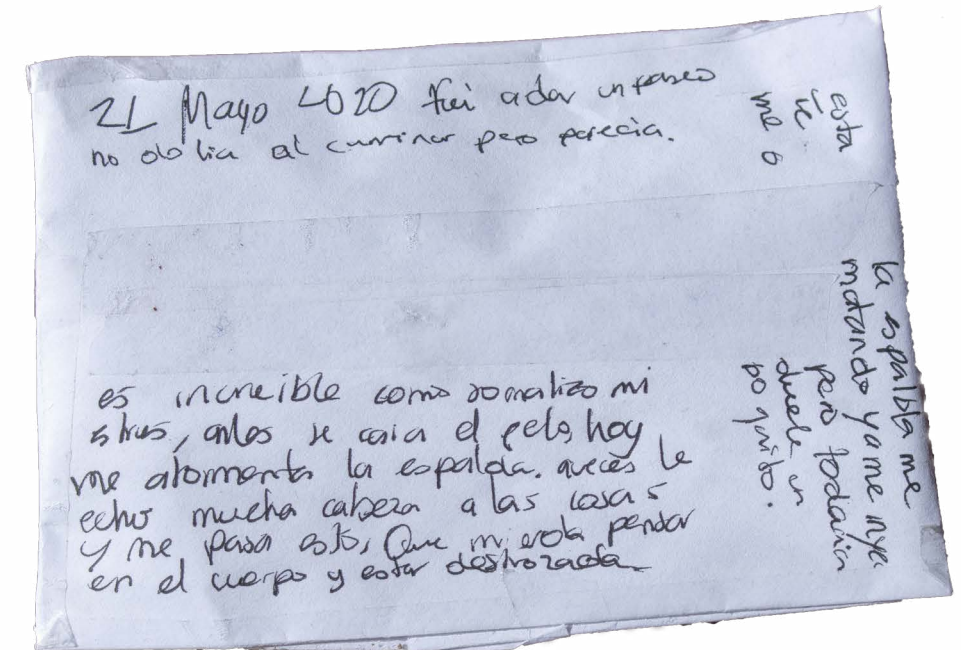 21 Mayo 2020 fui a dar un paseo
no dolia al caminar pero parecia.
esta
me
la espalda me
matando ya me inye
pero todavia
duele un
poquito.
es increible como somatizo mi
stres, antes se caia el pelo, hoy
me atormenta la espalda. aveces le
echo mucha cabeza a las cosas
y me pasa esto, Que mierda pensar
en el cuerpo y estar destrozada